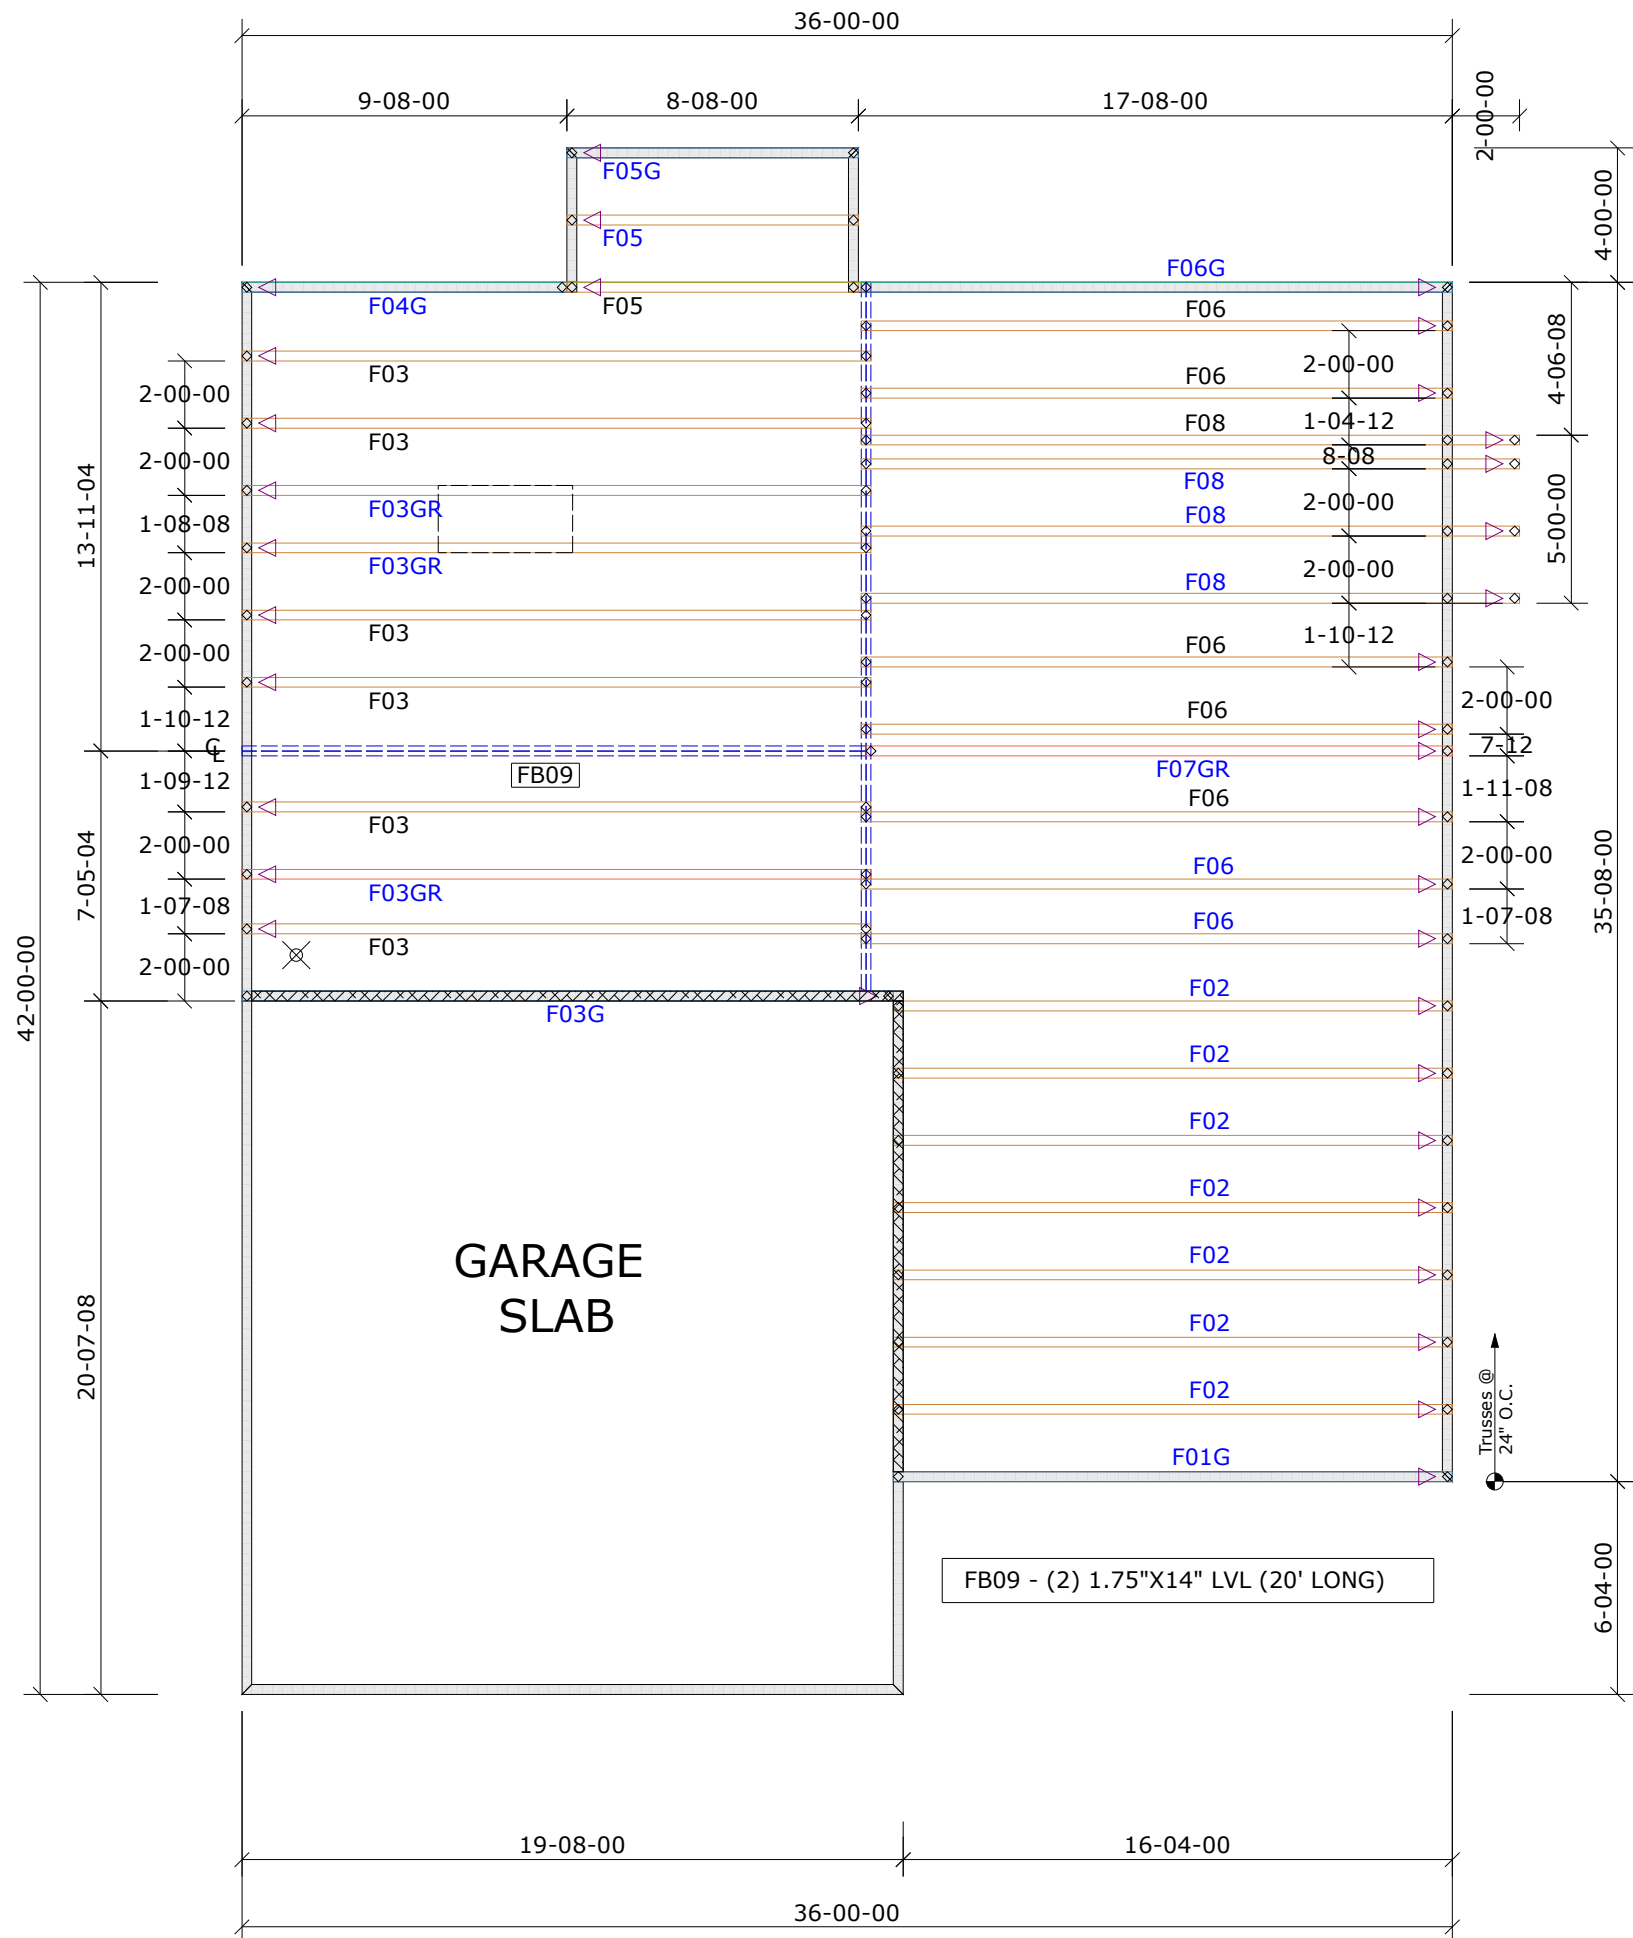 36-00-00
9-08-00
8-08-00
17-08-00
2-00-00
4-00-00
F05G
F05
F06G
F04G
F05
F06
F03
2-00-00
2-00-00
F06
4-06-08
F03
F08
1-04-12
8-08
2-00-00
F08
F03GR
F08
2-00-00
13-11-04
1-08-08
5-00-00
F03GR
F08
2-00-00
2-00-00
F03
F06
1-10-12
2-00-00
F03
F06
2-00-00
1-10-12
CL
7-12
FB09
F07GR
1-09-12
F06
1-11-08
F03
2-00-00
F06
2-00-00
7-05-04
F03GR
35-08-00
1-07-08
F06
1-07-08
F03
2-00-00
42-00-00
F02
F03G
F02
F02
F02
GARAGE
SLAB
F02
F02
20-07-08
F02
Trusses @
24" O.C.
F01G
FB09 - (2) 1.75"X14" LVL (20' LONG)
6-04-00
19-08-00
16-04-00
36-00-00